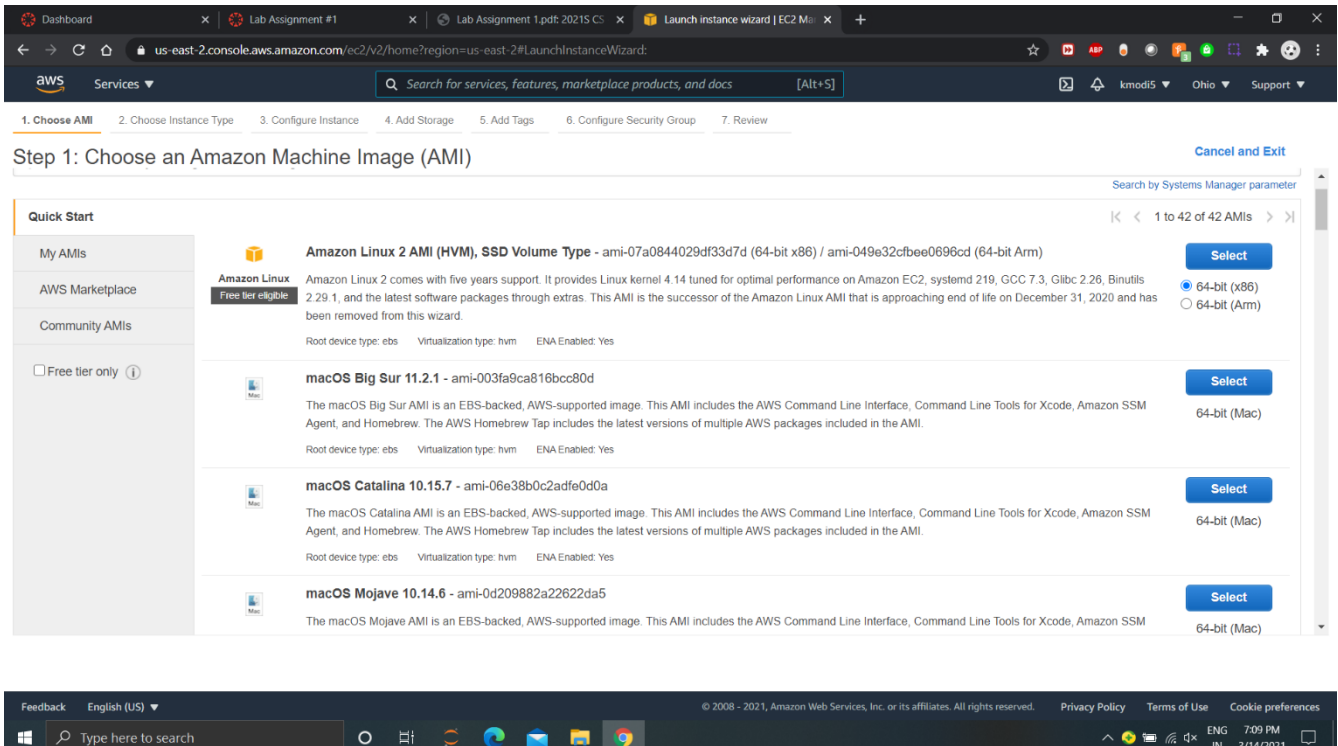 Dashboard
Lab Assignment #1
Lab Assignment 1.pdf: 2021S CS
Launch instance wizard | EC2 Mar
us-east-2.console.aws.amazon.com/ec2/v2/home?region=us-east-2#LaunchInstanceWizard:
ABP
3
aws
Services
Search for services, features, marketplace products, and docs [Alt+S]
kmodi5
Ohio
Support
1. Choose AMI 2. Choose Instance Type 3. Configure Instance 4. Add Storage 5. Add Tags 6. Configure Security Group 7. Review
Step 1: Choose an Amazon Machine Image (AMI)
Cancel and Exit
Search by Systems Manager parameter
Quick Start
1 to 42 of 42 AMIs
My AMIs
AWS Marketplace
Community AMIs
Free tier only
Amazon Linux
Free tier eligible
Amazon Linux 2 AMI (HVM), SSD Volume Type - ami-07a0844029df33d7d (64-bit x86) / ami-049e32cfbee0696cd (64-bit Arm)
Amazon Linux 2 comes with five years support. It provides Linux kernel 4.14 tuned for optimal performance on Amazon EC2, systemd 219, GCC 7.3, Glibc 2.26, Binutils
2.29.1, and the latest software packages through extras. This AMI is the successor of the Amazon Linux AMI that is approaching end of life on December 31, 2020 and has
been removed from this wizard.
Root device type: ebs Virtualization type: hvm ENA Enabled: Yes
Select
64-bit (x86)
64-bit (Arm)
Mac
macOS Big Sur 11.2.1 - ami-003fa9ca816bcc80d
The macOS Big Sur AMI is an EBS-backed, AWS-supported image. This AMI includes the AWS Command Line Interface, Command Line Tools for Xcode, Amazon SSM
Agent, and Homebrew. The AWS Homebrew Tap includes the latest versions of multiple AWS packages included in the AMI.
Root device type: ebs Virtualization type: hvm ENA Enabled: Yes
Select
64-bit (Mac)
Mac
macOS Catalina 10.15.7 - ami-06e38b0c2adfe0d0a
The macOS Catalina AMI is an EBS-backed, AWS-supported image. This AMI includes the AWS Command Line Interface, Command Line Tools for Xcode, Amazon SSM
Agent, and Homebrew. The AWS Homebrew Tap includes the latest versions of multiple AWS packages included in the AMI.
Root device type: ebs Virtualization type: hvm ENA Enabled: Yes
Select
64-bit (Mac)
Mac
macOS Mojave 10.14.6 - ami-0d209882a22622da5
The macOS Mojave AMI is an EBS-backed, AWS-supported image. This AMI includes the AWS Command Line Interface, Command Line Tools for Xcode, Amazon SSM
Select
64-bit (Mac)
Feedback English (US)
© 2008 - 2021, Amazon Web Services, Inc. or its affiliates. All rights reserved. Privacy Policy Terms of Use Cookie preferences
Type here to search
ENG
IN
7:09 PM
3/14/2021